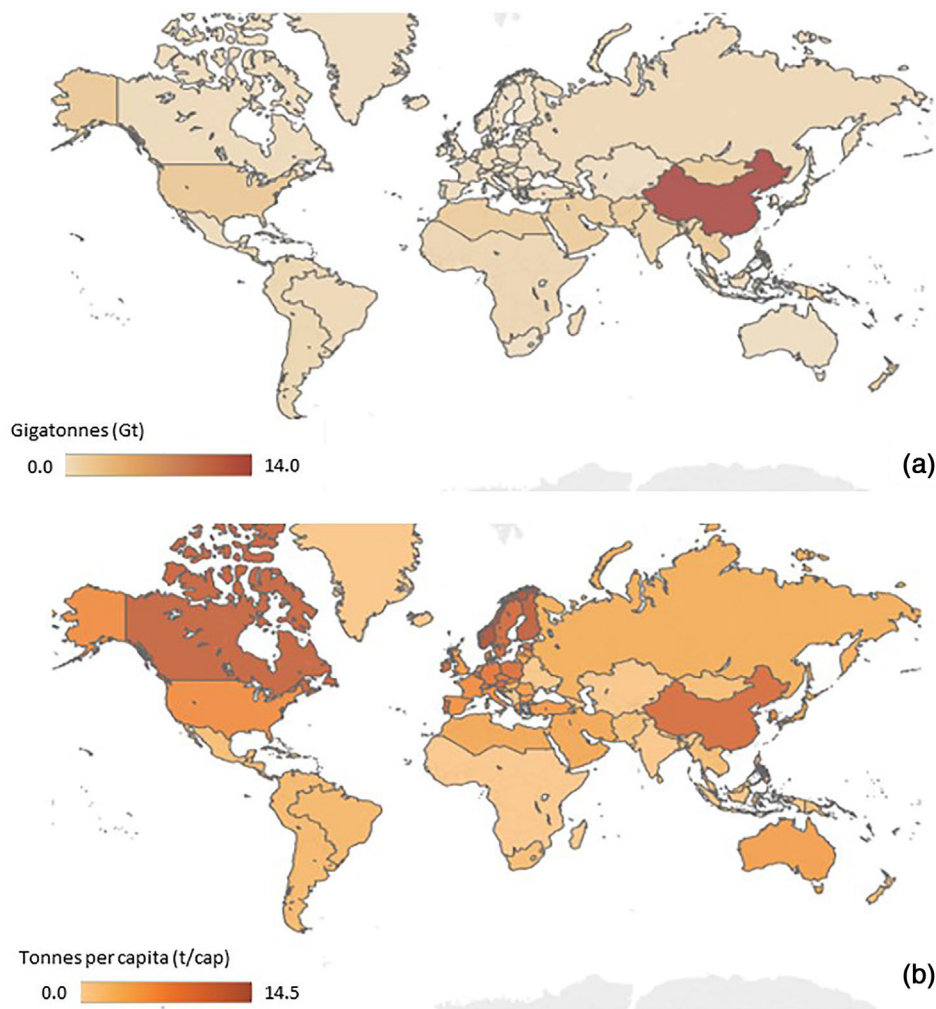 Gigatonnes (Gt)
0.0 14.0
(a)
Tonnes per capita (t/cap)
0.0 14.5
(b)